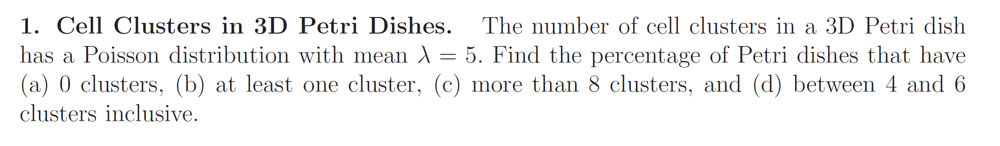 1. Cell Clusters in 3D Petri Dishes. The number of cell clusters in a 3D Petri dish
has a Poisson distribution with mean λ = 5. Find the percentage of Petri dishes that have
(a) 0 clusters, (b) at least one cluster, (c) more than 8 clusters, and (d) between 4 and 6
clusters inclusive.